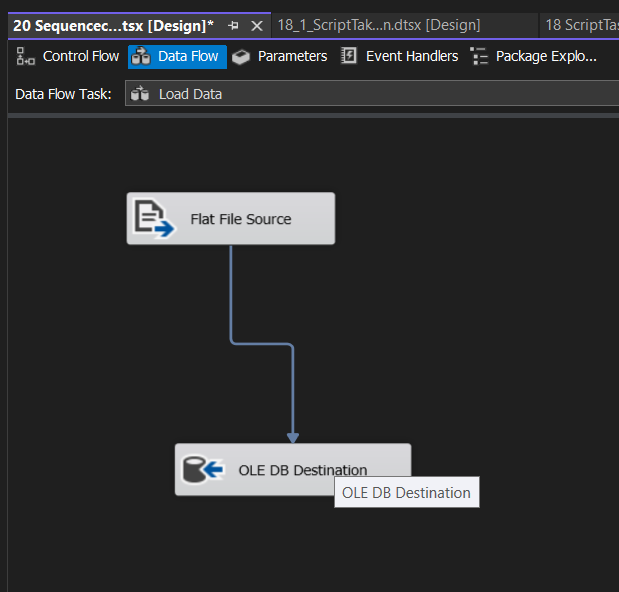 20 Sequencec...tsx [Design]*
18_1_ScriptTak...n.dtsx [Design]
18 ScriptTas
Control Flow
Data Flow
Parameters
Event Handlers
Package Explo...
Data Flow Task:
Load Data
Flat File Source
OLE DB Destination
OLE DB Destination